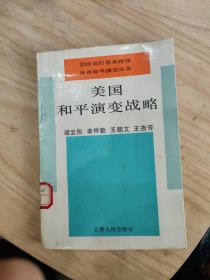 坚持党的基本路线
反对和平演变丛书
美国
和平演变战略
梁云彤 辛仲勤 王朝文 王杏芳
吉林人民出版社